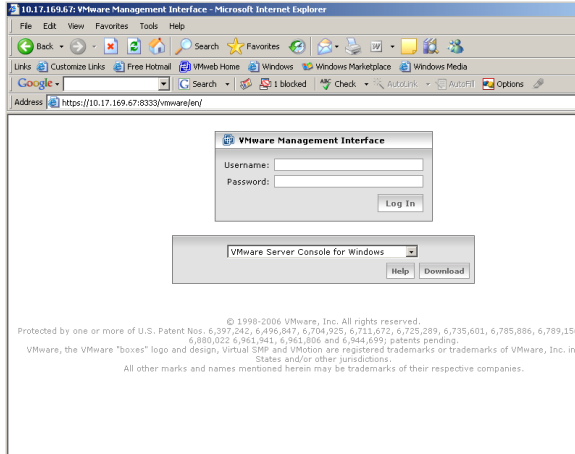 10.17.169.67: VMware Management Interface - Microsoft Internet Explorer
File Edit View Favorites Tools Help
Back Search Favorites
Links Customize Links Free Hotmail VMweb Home Windows Windows Marketplace Windows Media
Google Search 1 blocked Check AutoLink AutoFill Options
Address https://10.17.169.67:8333/vmware/en/
VMware Management Interface
Username:
Password:
Log In
VMware Server Console for Windows
Help Download
© 1998-2006 VMware, Inc. All rights reserved.
Protected by one or more of U.S. Patent Nos. 6,397,242, 6,496,847, 6,704,925, 6,711,672, 6,725,289, 6,735,601, 6,785,886, 6,789,15
6,880,022 6,961,941, 6,961,806 and 6,944,699; patents pending.
VMware, the VMware "boxes" logo and design, Virtual SMP and VMotion are registered trademarks or trademarks of VMware, Inc. in
States and/or other jurisdictions.
All other marks and names mentioned herein may be trademarks of their respective companies.